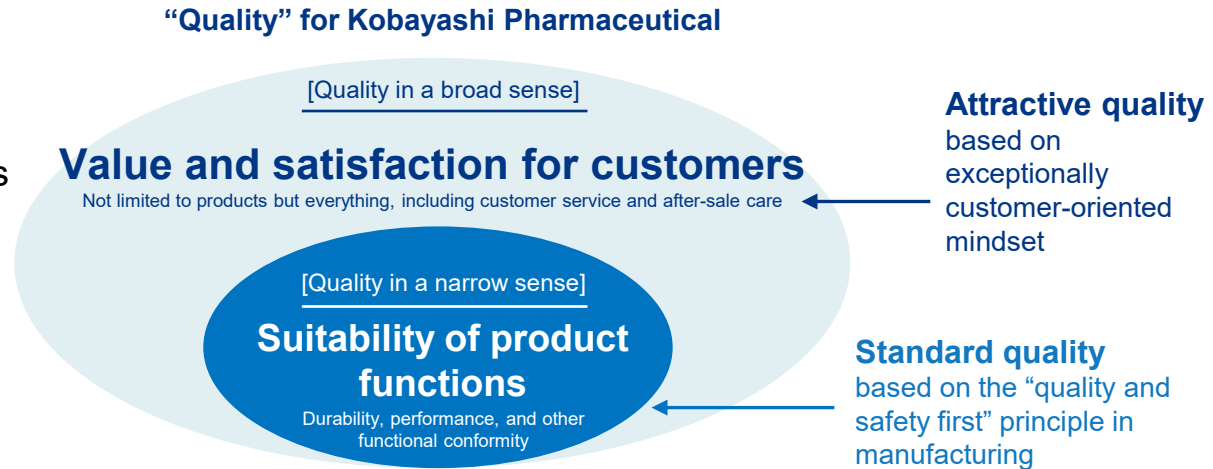 “Quality” for Kobayashi Pharmaceutical
[Quality in a broad sense]
Value and satisfaction for customers
Not limited to products but everything, including customer service and after-sale care
s
Attractive quality
based on
exceptionally
customer-oriented
mindset
[Quality in a narrow sense]
Suitability of product
functions
Durability, performance, and other
functional conformity
Standard quality
based on the “quality and
safety first” principle in
manufacturing